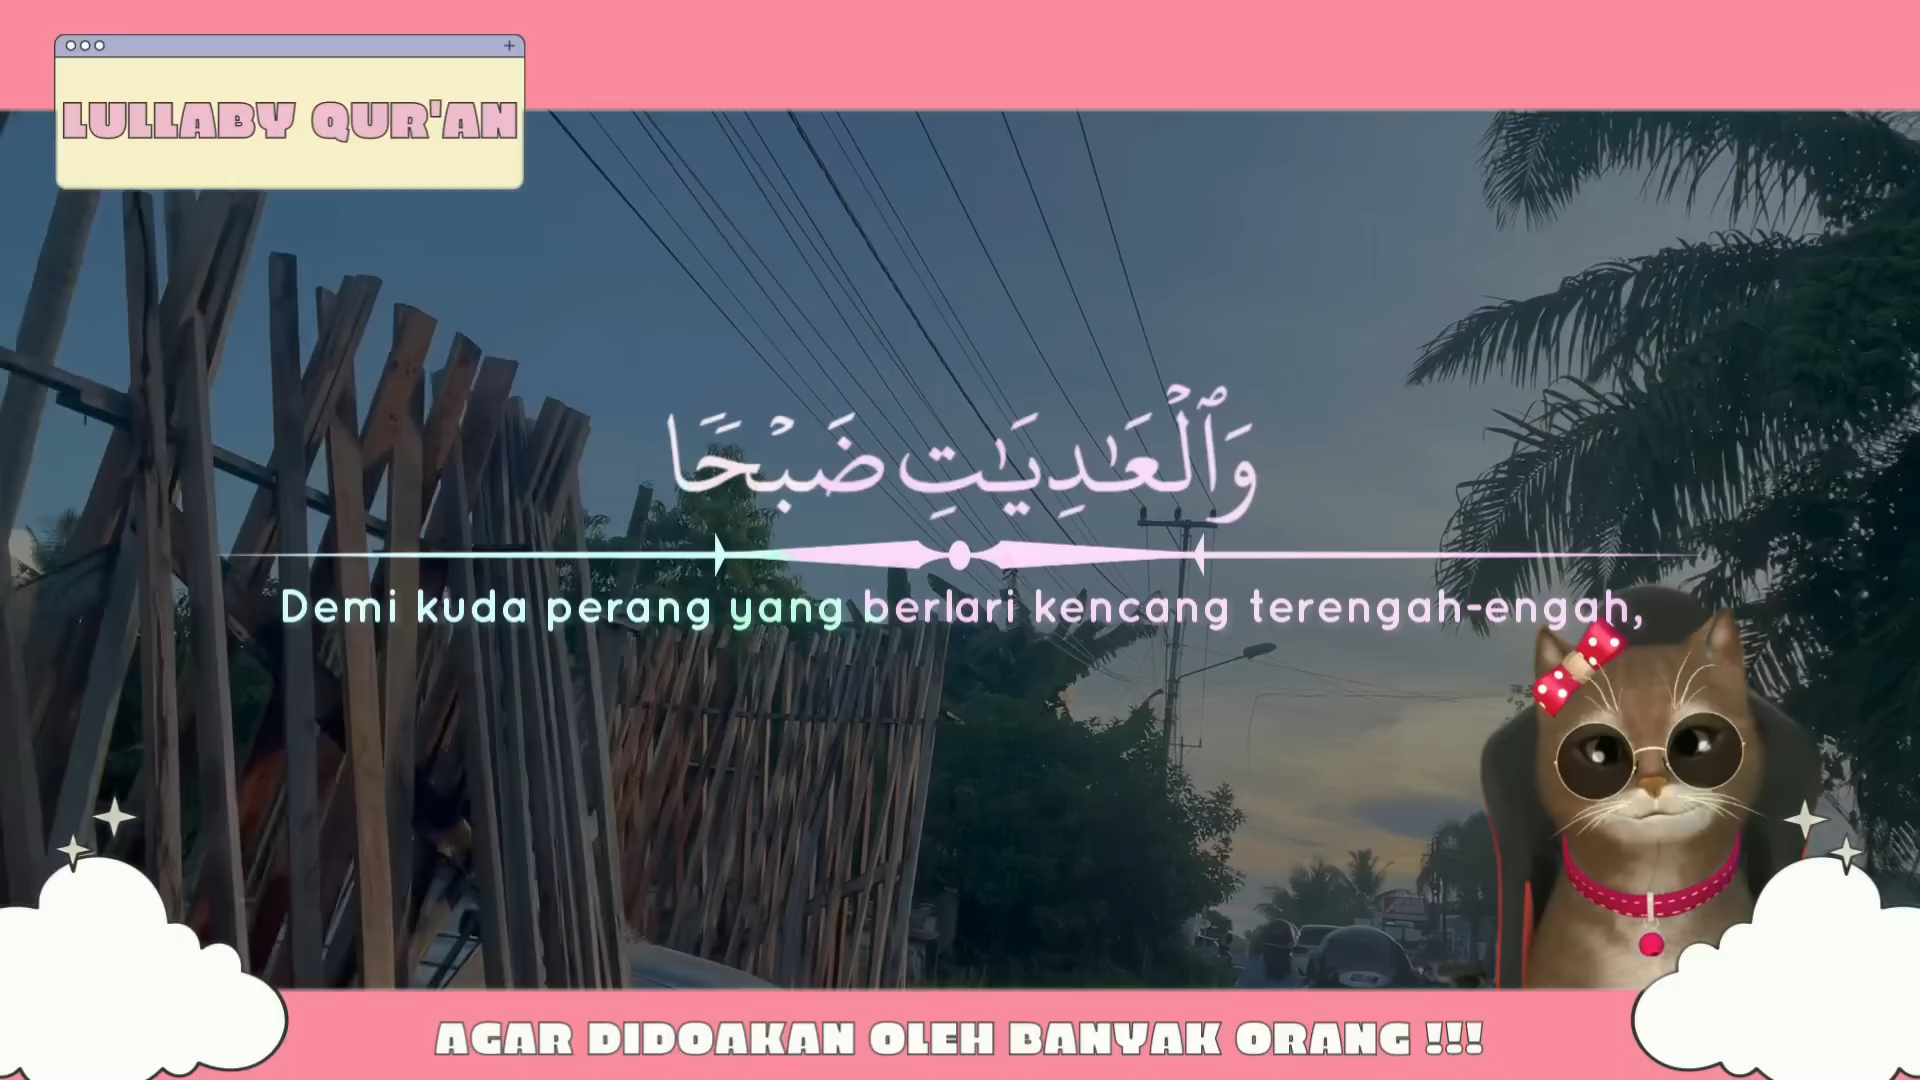 LULLABY QUR'AN
وَٱلْعَـٰدِيَـٰتِ ضَبْحًا
Demi kuda perang yang berlari kencang terengah-engah,
AGAR DIDOAKAN OLEH BANYAK ORANG !!!